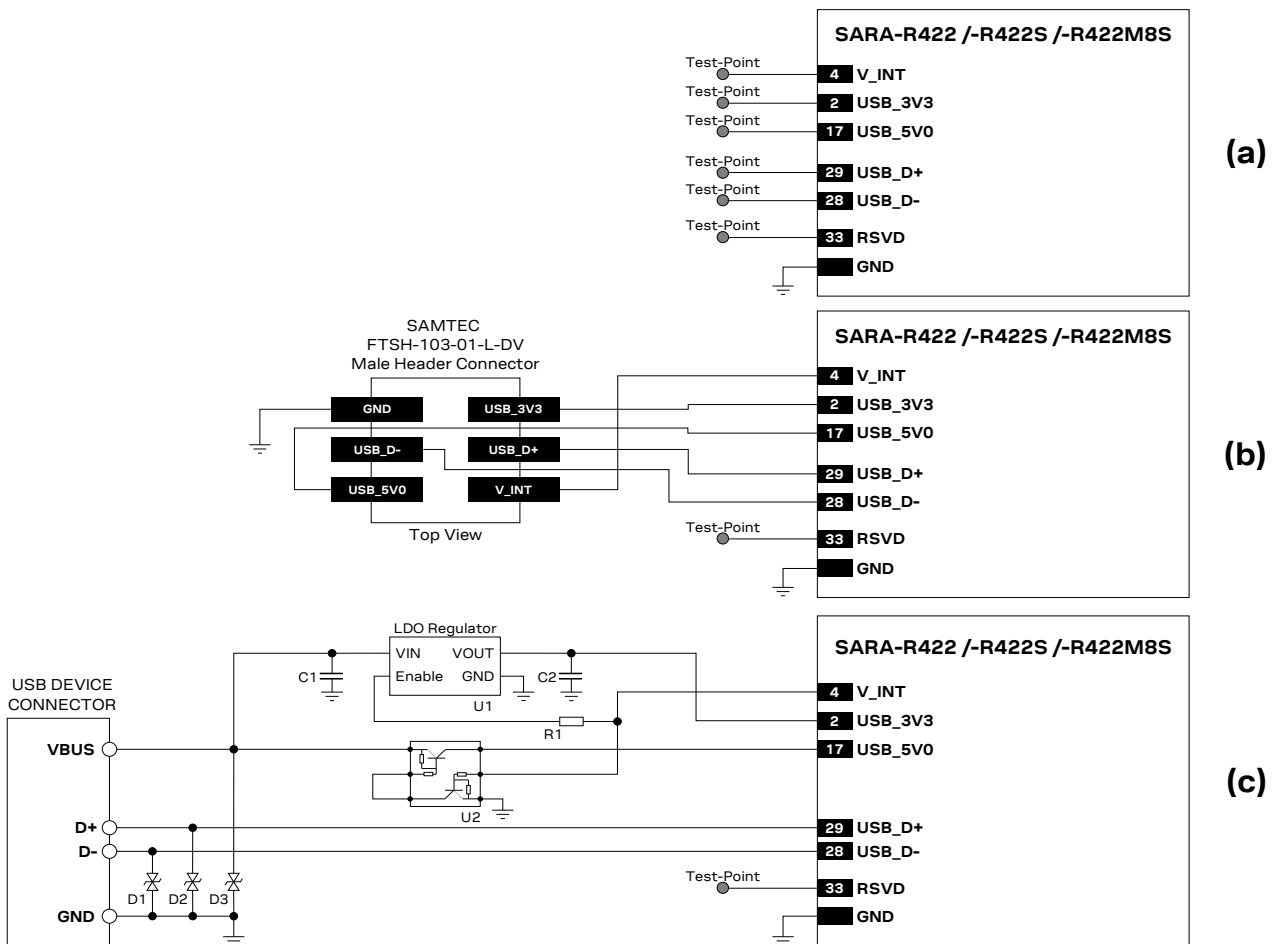 SARA-R422 /-R422S /-R422M8S
Test-Point
4 V_INT
Test-Point
2 USB_3V3
Test-Point
17 USB_5V0
(a)
Test-Point
29 USB_D+
Test-Point
28 USB_D-
Test-Point
33 RSVD
GND
SAMTEC
FTSH-103-01-L-DV
Male Header Connector
SARA-R422 /-R422S /-R422M8S
4 V_INT
GND
USB_3V3
2 USB_3V3
17 USB_5V0
USB_D-
USB_D+
(b)
29 USB_D+
USB_5V0
V_INT
28 USB_D-
Top View
Test-Point
33 RSVD
GND
LDO Regulator
SARA-R422 /-R422S /-R422M8S
VIN
VOUT
C1
Enable
GND
C2
USB DEVICE
CONNECTOR
U1
4 V_INT
2 USB_3V3
R1
VBUS
17 USB_5V0
(c)
U2
D+
29 USB_D+
D-
28 USB_D-
Test-Point
D1
D2
D3
33 RSVD
GND
GND